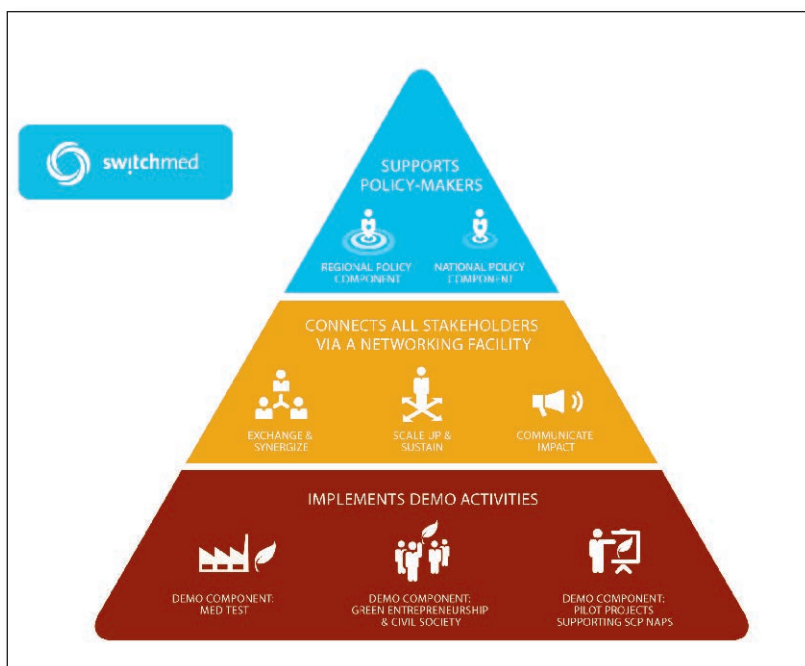 switchmed
SUPPORTS
POLICY-MAKERS
REGIONAL POLICY
COMPONENT
NATIONAL POLICY
COMPONENT
CONNECTS ALL STAKEHOLDERS
VIA A NETWORKING FACILITY
EXCHANGE &
SYNERGIZE
SCALE UP &
SUSTAIN
COMMUNICATE
IMPACT
IMPLEMENTS DEMO ACTIVITIES
DEMO COMPONENT:
MED TEST
DEMO COMPONENT:
GREEN ENTREPRENEURSHIP
& CIVIL SOCIETY
DEMO COMPONENT:
PILOT PROJECTS
SUPPORTING SCP NAPS